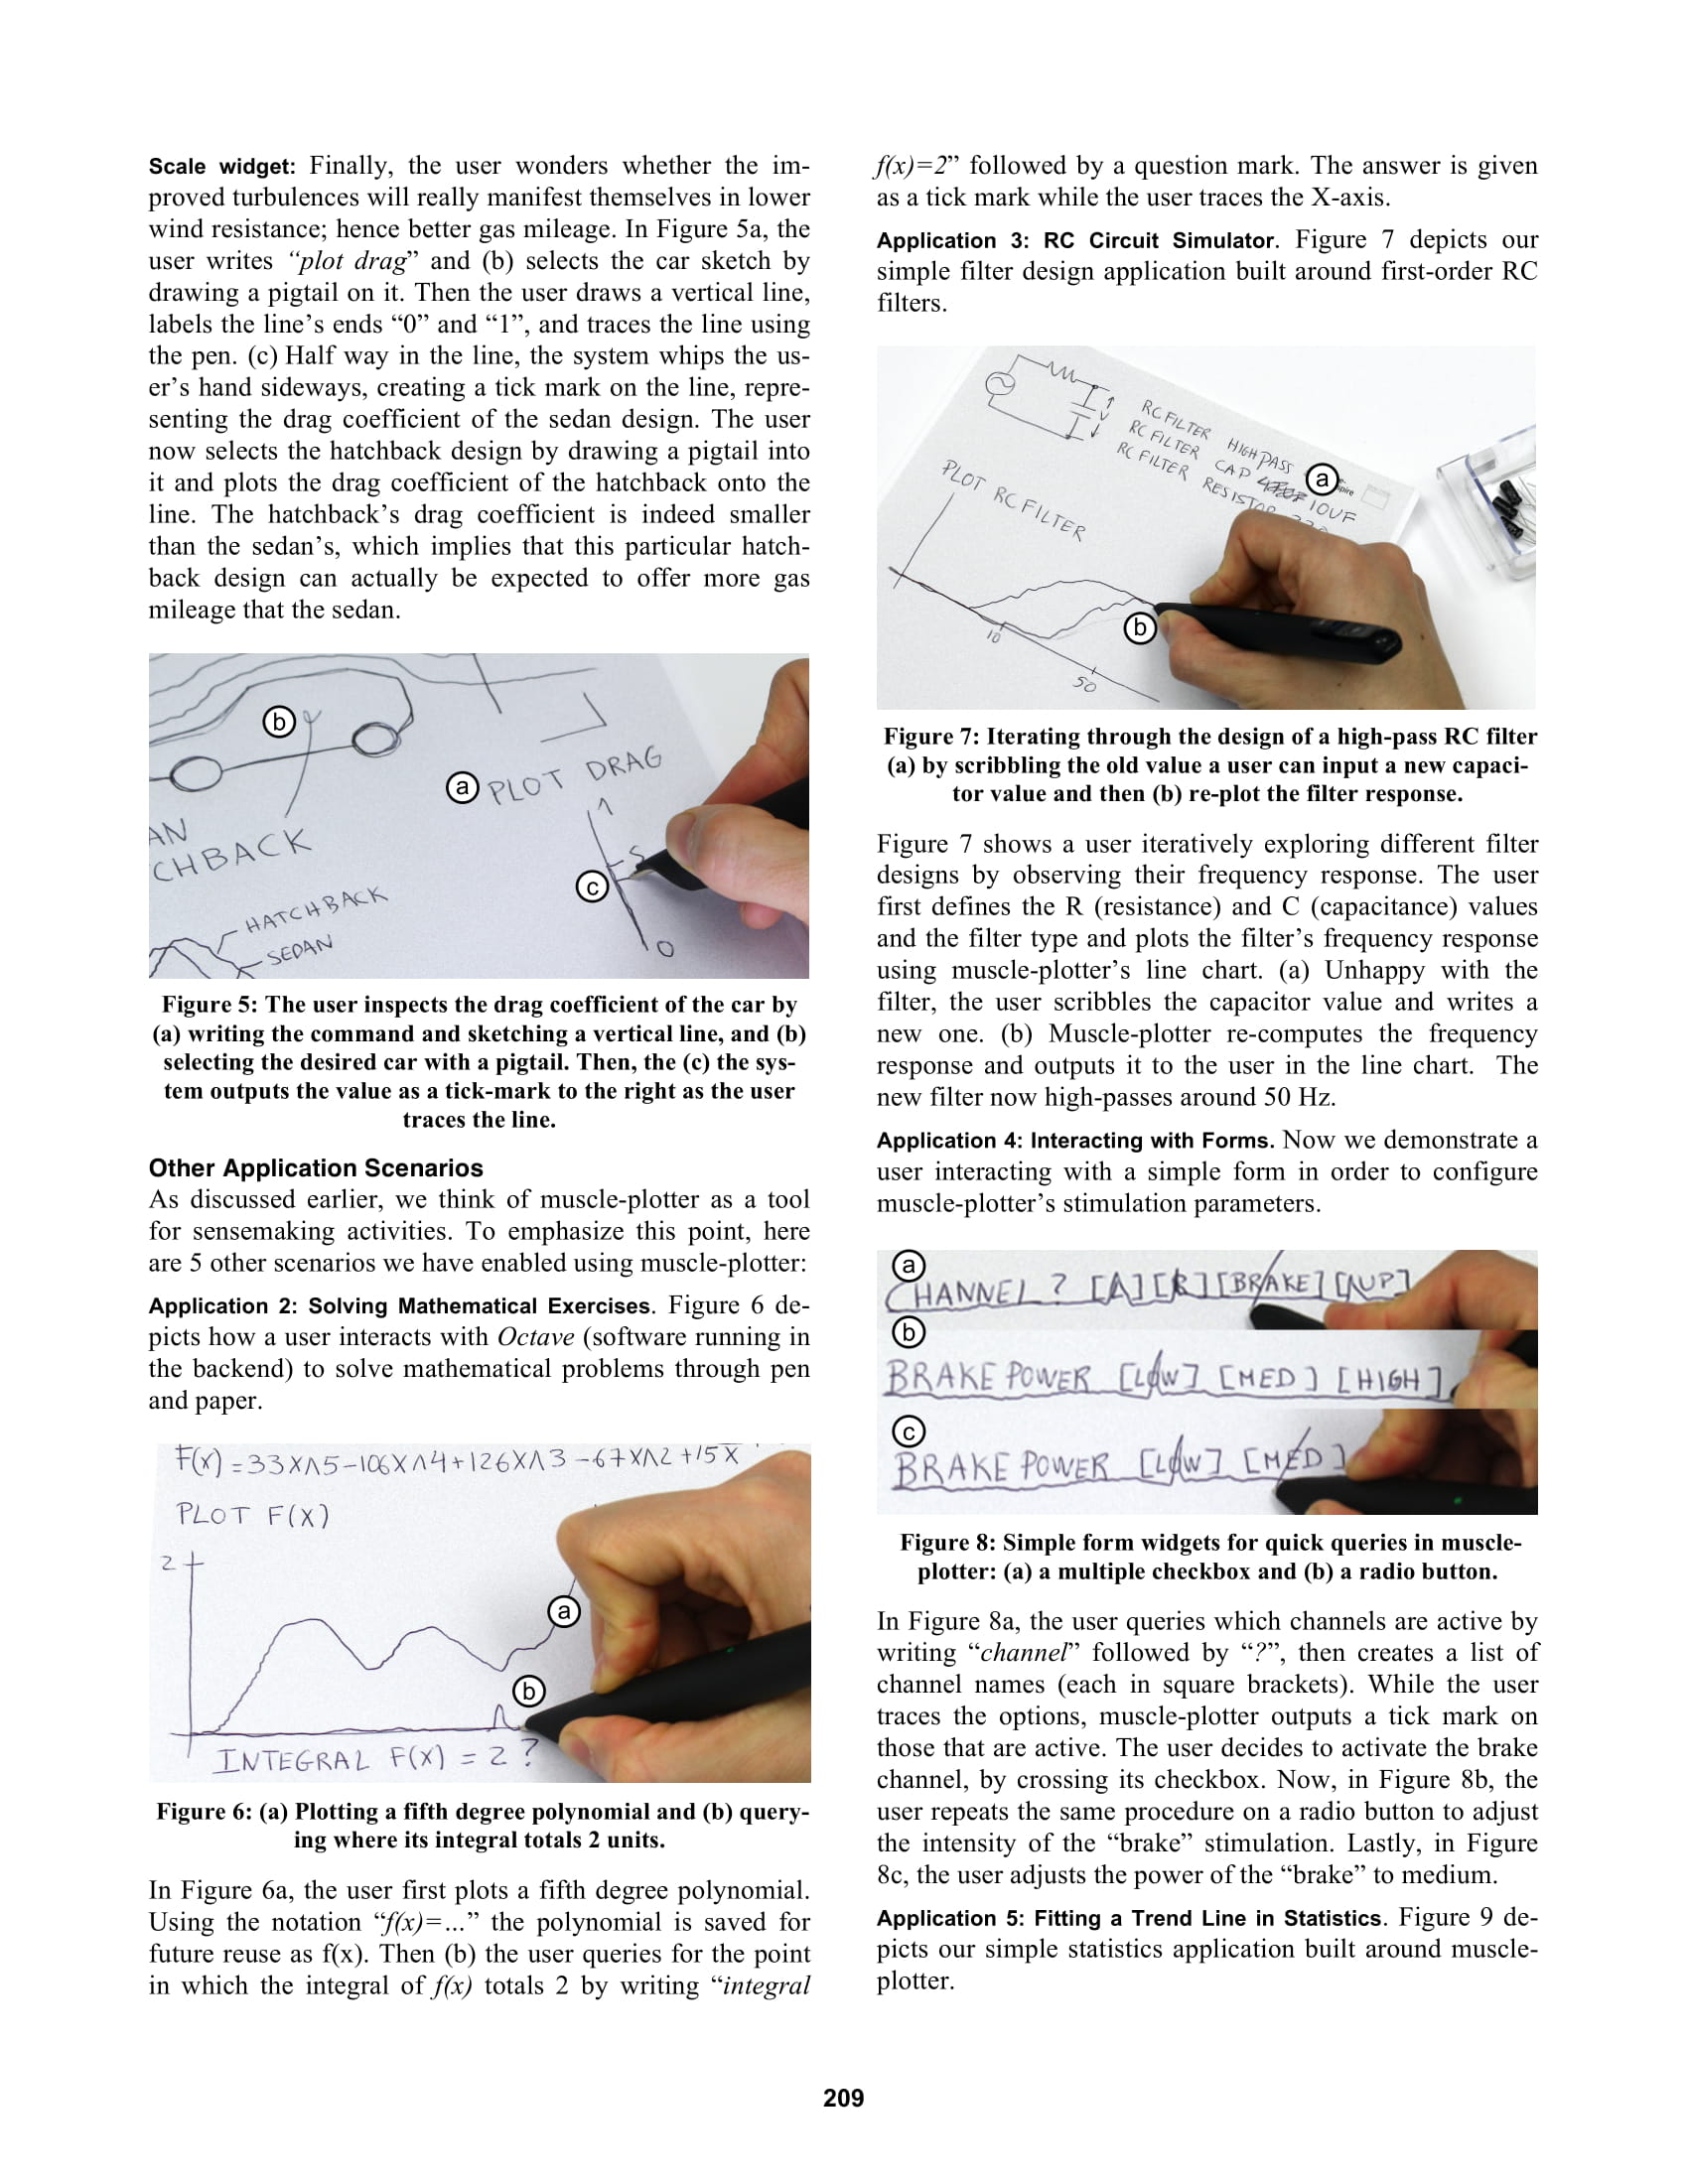 Scale widget: Finally, the user wonders whether the im-
proved turbulences will really manifest themselves in lower
wind resistance; hence better gas mileage. In Figure 5a, the
user writes “plot drag” and (b) selects the car sketch by
drawing a pigtail on it. Then the user draws a vertical line,
labels the line’s ends “0” and “1”, and traces the line using
the pen. (c) Half way in the line, the system whips the us-
er’s hand sideways, creating a tick mark on the line, repre-
senting the drag coefficient of the sedan design. The user
now selects the hatchback design by drawing a pigtail into
it and plots the drag coefficient of the hatchback onto the
line. The hatchback’s drag coefficient is indeed smaller
than the sedan’s, which implies that this particular hatch-
back design can actually be expected to offer more gas
mileage that the sedan.
b
a PLOT DRAG
1
AN
CHBACK
S
c
HATCHBACK
SEDAN
0
Figure 5: The user inspects the drag coefficient of the car by
(a) writing the command and sketching a vertical line, and (b)
selecting the desired car with a pigtail. Then, the (c) the sys-
tem outputs the value as a tick-mark to the right as the user
traces the line.
Other Application Scenarios
As discussed earlier, we think of muscle-plotter as a tool
for sensemaking activities. To emphasize this point, here
are 5 other scenarios we have enabled using muscle-plotter:
Application 2: Solving Mathematical Exercises. Figure 6 de-
picts how a user interacts with Octave (software running in
the backend) to solve mathematical problems through pen
and paper.
F(x) = 33X^5-106X^4+126X^3-67X^2+15X
PLOT F(X)
2
a
b
INTEGRAL F(X) = 2 ?
Figure 6: (a) Plotting a fifth degree polynomial and (b) query-
ing where its integral totals 2 units.
In Figure 6a, the user first plots a fifth degree polynomial.
Using the notation “f(x)=...” the polynomial is saved for
future reuse as f(x). Then (b) the user queries for the point
in which the integral of f(x) totals 2 by writing “integral
f(x)=2” followed by a question mark. The answer is given
as a tick mark while the user traces the X-axis.
Application 3: RC Circuit Simulator. Figure 7 depicts our
simple filter design application built around first-order RC
filters.
RC FILTER HIGHPASS
RC FILTER CAP 10UF
RC FILTER RESISTOR
a
PLOT RC FILTER
b
10
50
Figure 7: Iterating through the design of a high-pass RC filter
(a) by scribbling the old value a user can input a new capaci-
tor value and then (b) re-plot the filter response.
Figure 7 shows a user iteratively exploring different filter
designs by observing their frequency response. The user
first defines the R (resistance) and C (capacitance) values
and the filter type and plots the filter’s frequency response
using muscle-plotter’s line chart. (a) Unhappy with the
filter, the user scribbles the capacitor value and writes a
new one. (b) Muscle-plotter re-computes the frequency
response and outputs it to the user in the line chart. The
new filter now high-passes around 50 Hz.
Application 4: Interacting with Forms. Now we demonstrate a
user interacting with a simple form in order to configure
muscle-plotter’s stimulation parameters.
a
CHANNEL ? [A] [B] [BRAKE] [UP]
b
BRAKE POWER [LOW] [MED] [HIGH]
c
BRAKE POWER [LOW] [MED]
Figure 8: Simple form widgets for quick queries in muscle-
plotter: (a) a multiple checkbox and (b) a radio button.
In Figure 8a, the user queries which channels are active by
writing “channel” followed by “?”, then creates a list of
channel names (each in square brackets). While the user
traces the options, muscle-plotter outputs a tick mark on
those that are active. The user decides to activate the brake
channel, by crossing its checkbox. Now, in Figure 8b, the
user repeats the same procedure on a radio button to adjust
the intensity of the “brake” stimulation. Lastly, in Figure
8c, the user adjusts the power of the “brake” to medium.
Application 5: Fitting a Trend Line in Statistics. Figure 9 de-
picts our simple statistics application built around muscle-
plotter.
209